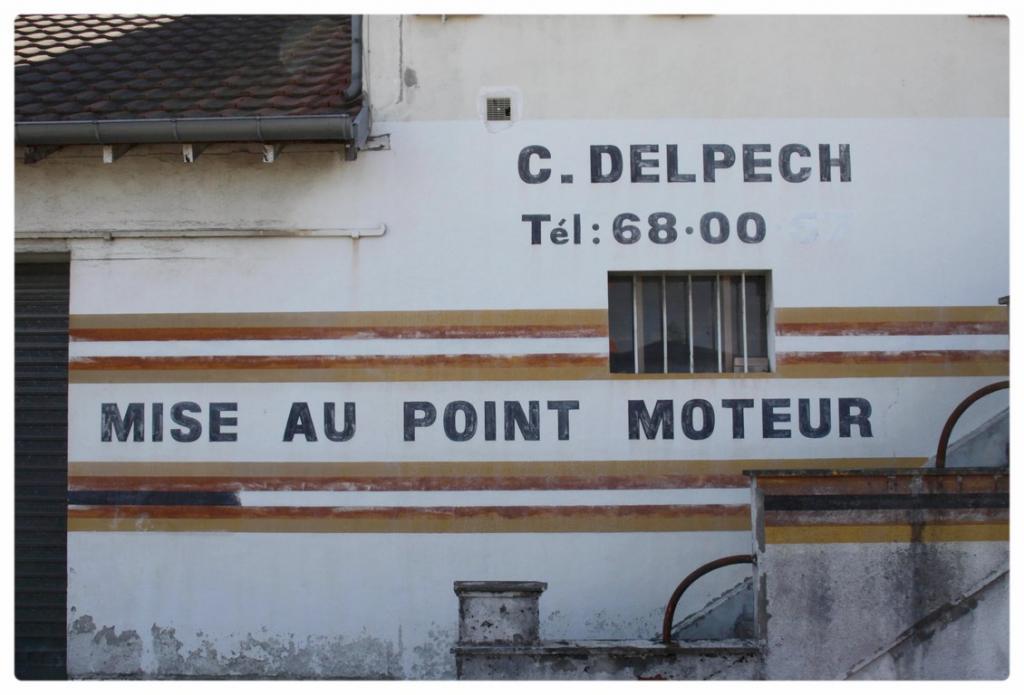 C. DELPECH
Tél: 68·00
MISE AU POINT MOTEUR